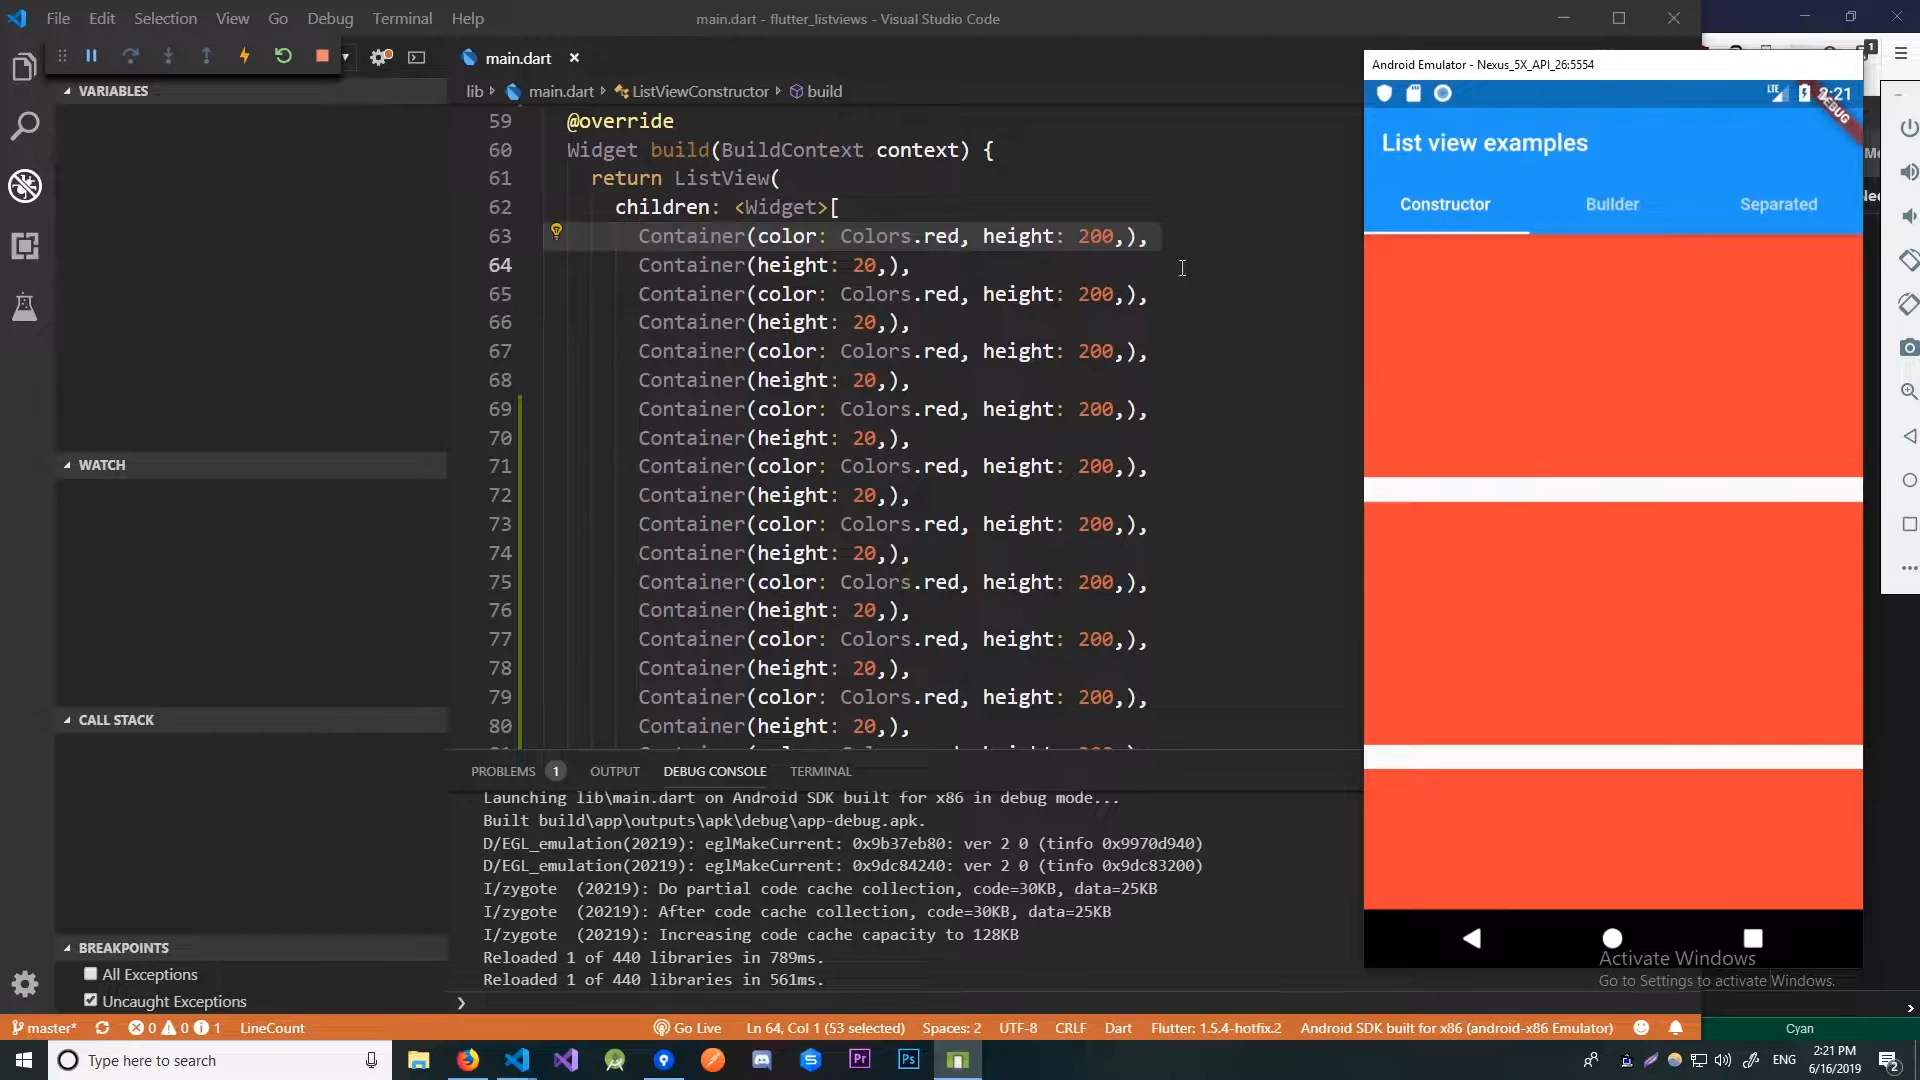 File Edit Selection View Go Debug Terminal Help
main.dart - flutter_listviews - Visual Studio Code
main.dart
lib main.dart ListViewConstructor build
VARIABLES
WATCH
CALL STACK
BREAKPOINTS
All Exceptions
Uncaught Exceptions
59 @override
60 Widget build(BuildContext context) {
61 return ListView(
62 children: <Widget>[
63 Container(color: Colors.red, height: 200,),
64 Container(height: 20,),
65 Container(color: Colors.red, height: 200,),
66 Container(height: 20,),
67 Container(color: Colors.red, height: 200,),
68 Container(height: 20,),
69 Container(color: Colors.red, height: 200,),
70 Container(height: 20,),
71 Container(color: Colors.red, height: 200,),
72 Container(height: 20,),
73 Container(color: Colors.red, height: 200,),
74 Container(height: 20,),
75 Container(color: Colors.red, height: 200,),
76 Container(height: 20,),
77 Container(color: Colors.red, height: 200,),
78 Container(height: 20,),
79 Container(color: Colors.red, height: 200,),
80 Container(height: 20,),
PROBLEMS 1 OUTPUT DEBUG CONSOLE TERMINAL
Launching lib\main.dart on Android SDK built for x86 in debug mode...
Built build\app\outputs\apk\debug\app-debug.apk.
D/EGL_emulation(20219): eglMakeCurrent: 0x9b37eb80: ver 2 0 (tinfo 0x9970d940)
D/EGL_emulation(20219): eglMakeCurrent: 0x9dc84240: ver 2 0 (tinfo 0x9dc83200)
I/zygote  (20219): Do partial code cache collection, code=30KB, data=25KB
I/zygote  (20219): After code cache collection, code=30KB, data=25KB
I/zygote  (20219): Increasing code cache capacity to 128KB
Reloaded 1 of 440 libraries in 789ms.
Reloaded 1 of 440 libraries in 561ms.
Android Emulator - Nexus_5X_API_26:5554
LTE 2:21
DEBUG
List view examples
Constructor Builder Separated
Activate Windows
Go to Settings to activate Windows.
master* 0 0 1 LineCount Go Live Ln 64, Col 1 (53 selected) Spaces: 2 UTF-8 CRLF Dart Flutter: 1.5.4-hotfix.2 Android SDK built for x86 (android-x86 Emulator)
Cyan
Type here to search
Pr
Ps
ENG
2:21 PM
6/16/2019
2